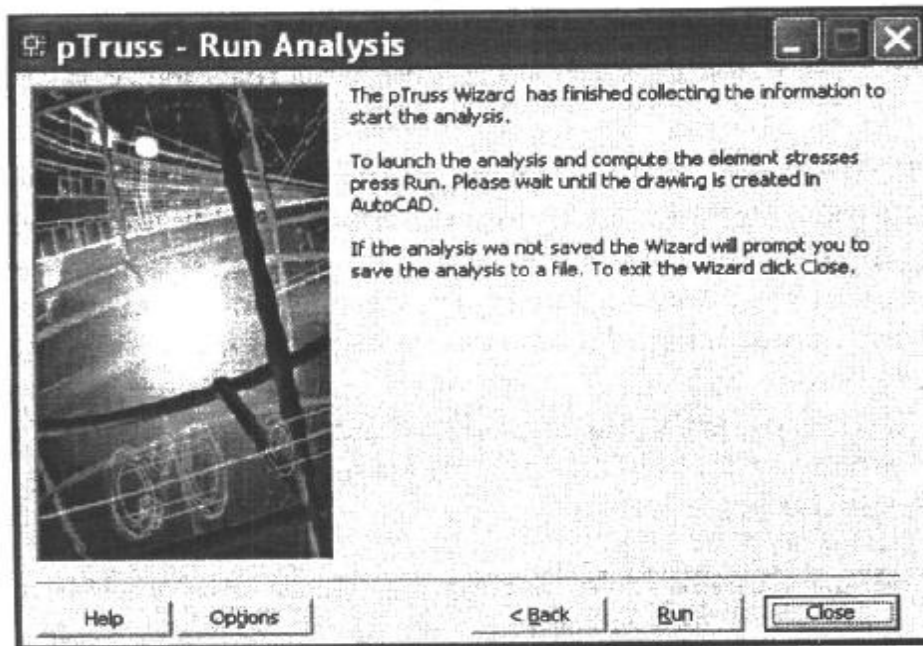 pTruss - Run Analysis
The pTruss Wizard has finished collecting the information to
start the analysis.
To launch the analysis and compute the element stresses
press Run. Please wait until the drawing is created in
AutoCAD.
If the analysis wa not saved the Wizard will prompt you to
save the analysis to a file. To exit the Wizard click Close.
Help Options < Back Run Close